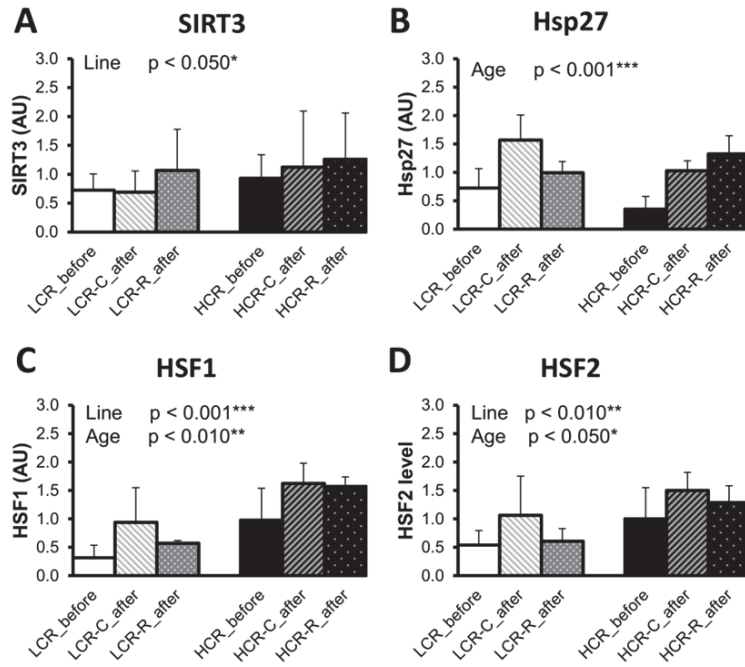 A SIRT3
Line p < 0.050*
SIRT3 (AU)
3.0
2.5
2.0
1.5
1.0
0.5
0.0
LCR_before
LCR-C_after
LCR-R_after
HCR_before
HCR-C_after
HCR-R_after
B Hsp27
Age p < 0.001***
Hsp27 (AU)
3.0
2.5
2.0
1.5
1.0
0.5
0.0
LCR_before
LCR-C_after
LCR-R_after
HCR_before
HCR-C_after
HCR-R_after
C HSF1
Line p < 0.001***
Age p < 0.010**
HSF1 (AU)
3.0
2.5
2.0
1.5
1.0
0.5
0.0
LCR_before
LCR-C_after
LCR-R_after
HCR_before
HCR-C_after
HCR-R_after
D HSF2
Line p < 0.010**
Age p < 0.050*
HSF2 level
3.0
2.5
2.0
1.5
1.0
0.5
0.0
LCR_before
LCR-C_after
LCR-R_after
HCR_before
HCR-C_after
HCR-R_after